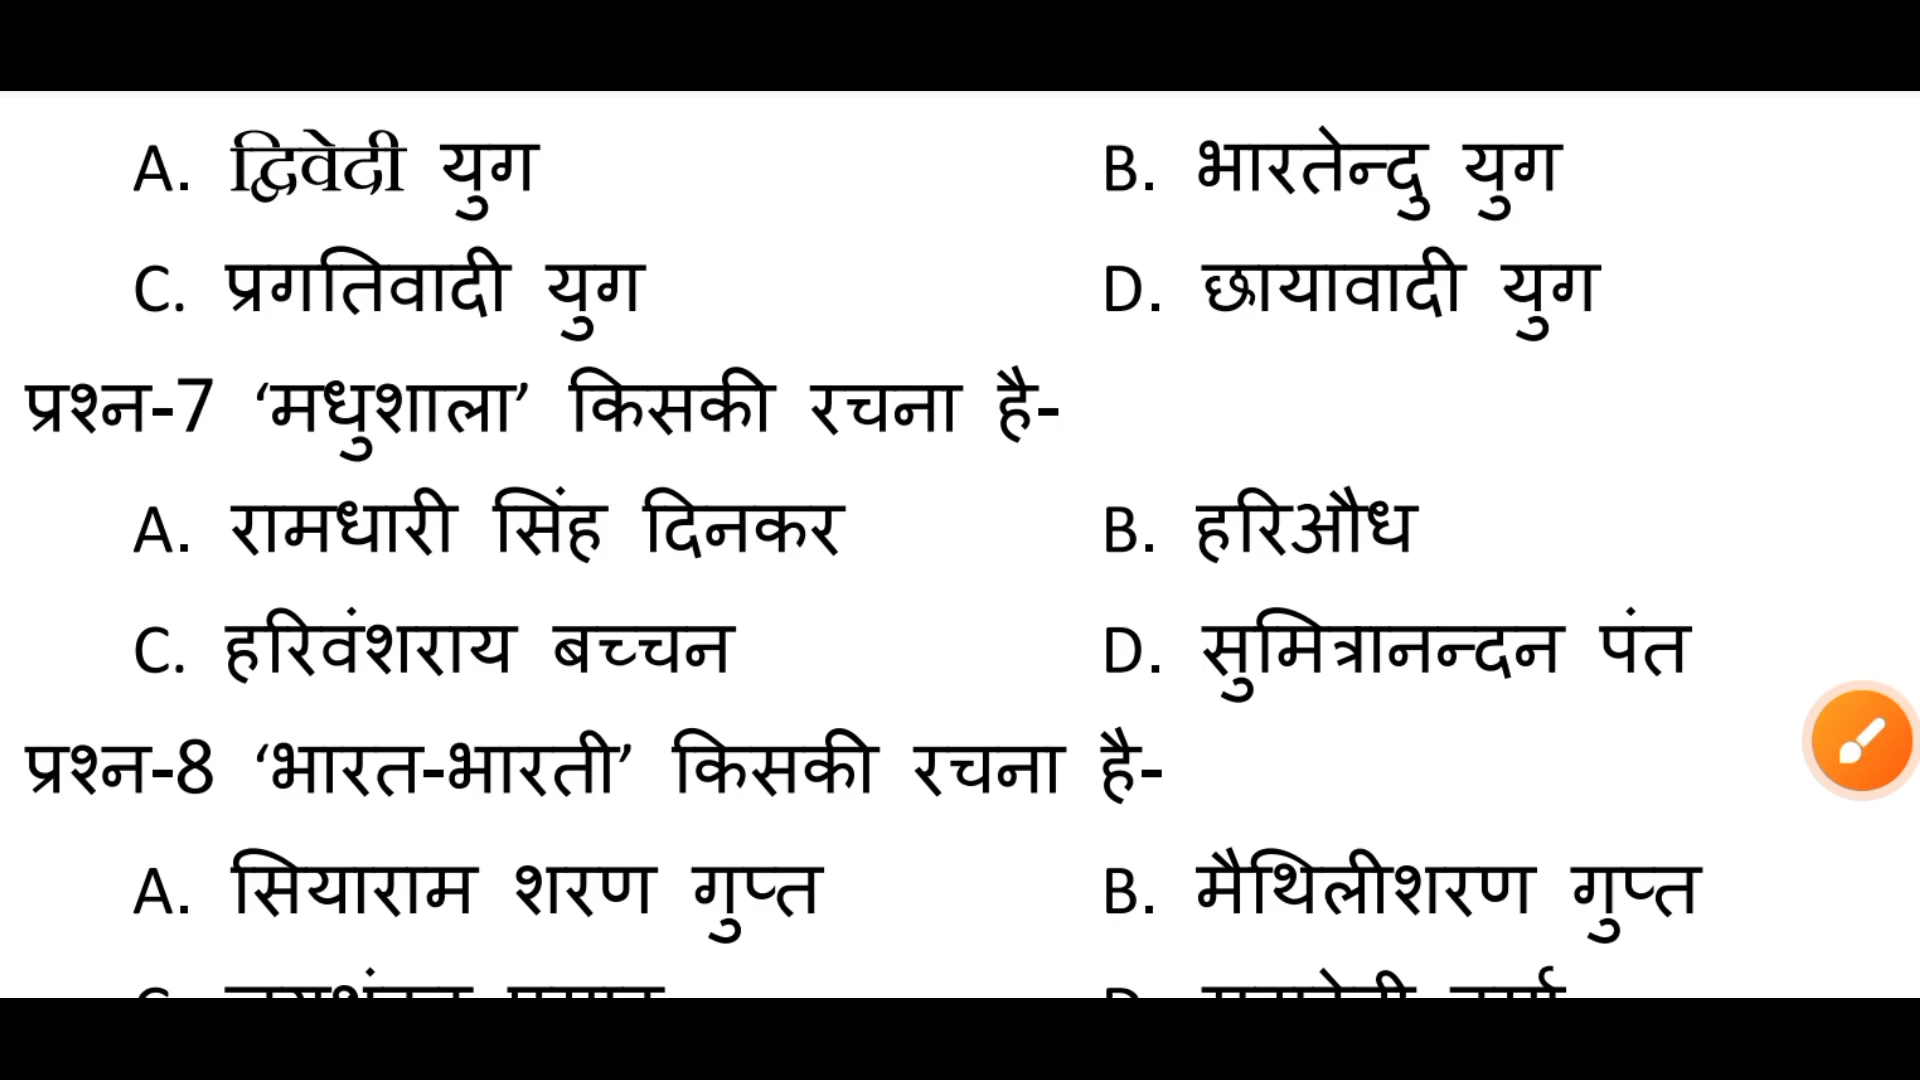 A. द्विवेदी युग B. भारतेन्दु युग
C. प्रगतिवादी युग D. छायावादी युग
प्रश्न-7 ‘मधुशाला’ किसकी रचना है-
A. रामधारी सिंह दिनकर B. हरिऔध
C. हरिवंशराय बच्चन D. सुमित्रानन्दन पंत
प्रश्न-8 ‘भारत-भारती’ किसकी रचना है-
A. सियाराम शरण गुप्त B. मैथिलीशरण गुप्त